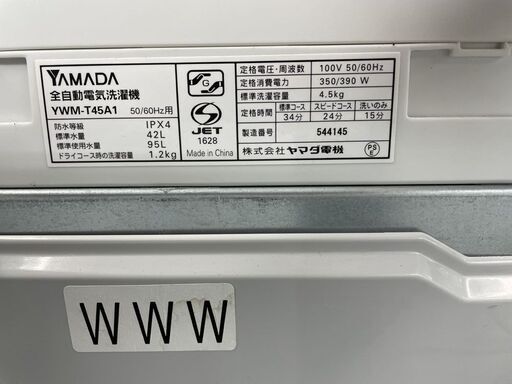 YAMADA
全自動電気洗濯機
YWM-T45A1 50/60Hz用
防水等級 IPX4
標準水量 42L
標準使用水量 95L
ドライコース時の洗濯容量 1.2kg
G
JET
1628
Made in China
定格電圧・周波数 100V 50/60Hz
定格消費電力 350/390 W
標準洗濯容量 4.5kg
定格時間 標準コース 34分 スピードコース 24分 洗いのみ 15分
製造番号 544145
株式会社 ヤマダ電機
PS E
WWW